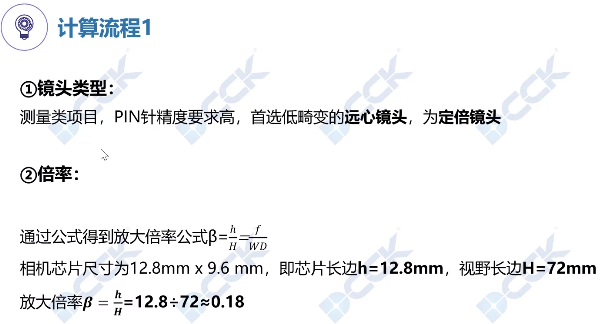 计算流程1
①镜头类型：
测量类项目，PIN针精度要求高，首选低畸变的远心镜头，为定倍镜头
②倍率：
通过公式得到放大倍率公式β=h/H=f/WD
相机芯片尺寸为12.8mm x 9.6 mm，即芯片长边h=12.8mm，视野长边H=72mm
放大倍率β = h/H=12.8÷72≈0.18